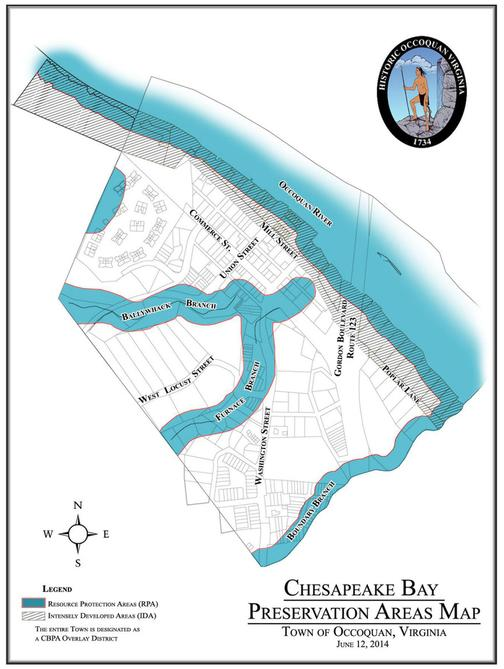 HISTORIC OCCOQUAN VIRGINIA
1734
OCCOQUAN RIVER
COMMERCE ST.
UNION STREET
MILL STREET
BALLYWHACK BRANCH
GORDON BOULEVARD
ROUTE 123
WEST LOCUST STREET
FURNACE BRANCH
POPLAR LANE
WASHINGTON STREET
BOUNDARY BRANCH
N
W E
S
LEGEND
RESOURCE PROTECTION AREAS (RPA)
INTENSELY DEVELOPED AREAS (IDA)
THE ENTIRE TOWN IS DESIGNATED AS
A CBPA OVERLAY DISTRICT
CHESAPEAKE BAY
PRESERVATION AREAS MAP
TOWN OF OCCOQUAN, VIRGINIA
JUNE 12, 2014